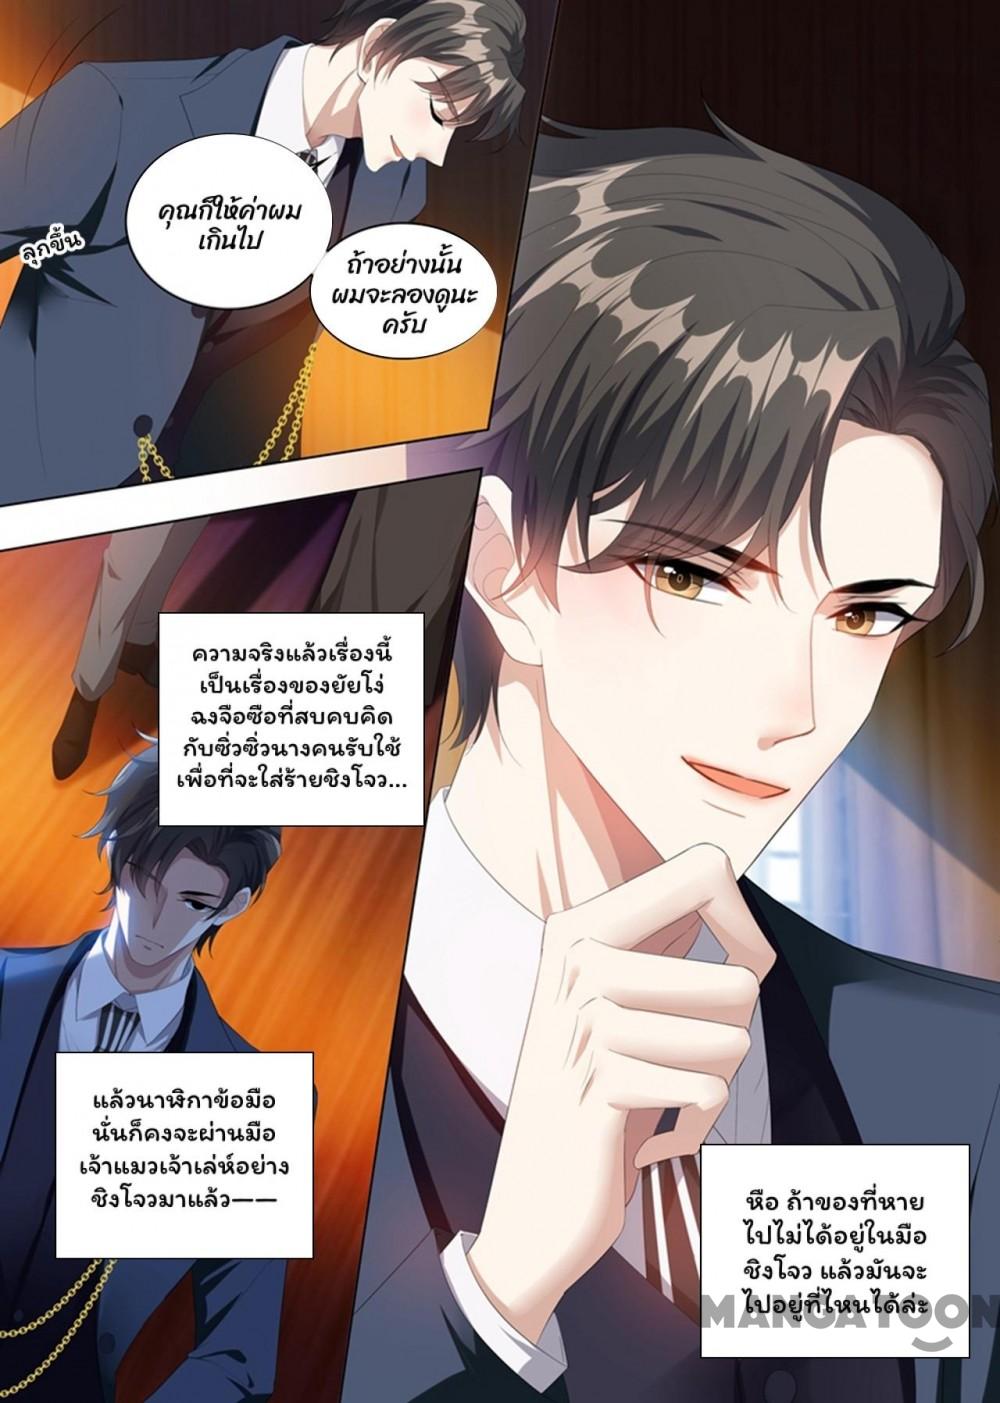 คุณก็ให้ค่าผม
เกินไป
ลุกขึ้น
ถ้าอย่างนั้น
ผมจะลองดูนะ
ครับ
ความจริงแล้วเรื่องนี้
เป็นเรื่องของยัยโง่
ฉงจือซือที่สบคบคิด
กับซิ่วซิ่วนางคนรับใช้
เพื่อที่จะใส่ร้ายชิงโจว...
แล้วนาฬิกาข้อมือ
นั่นก็คงจะผ่านมือ
เจ้าแมวเจ้าเล่ห์อย่าง
ชิงโจวมาแล้ว——
หือ ถ้าของที่หาย
ไปไม่ได้อยู่ในมือ
ชิงโจว แล้วมันจะ
ไปอยู่ที่ไหนได้ล่ะ
MANGATOON